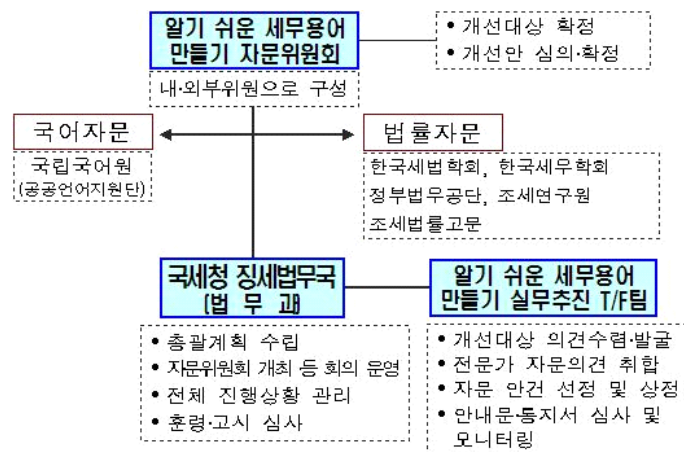 알기 쉬운 세무용어
만들기 자문위원회
내·외부위원으로 구성
• 개선대상 확정
• 개선안 심의·확정
국어자문
국립국어원
(공공언어지원단)
법률자문
한국세법학회, 한국세무학회
정부법무공단, 조세연구원
조세법률고문
국세청 징세법무국
(법 무 과)
• 총괄계획 수립
• 자문위원회 개최 등 회의 운영
• 전체 진행상황 관리
• 훈령·고시 심사
알기 쉬운 세무용어
만들기 실무추진 T/F팀
• 개선대상 의견수렴·발굴
• 전문가 자문의견 취합
• 자문 안건 선정 및 상정
• 안내문·통지서 심사 및
모니터링